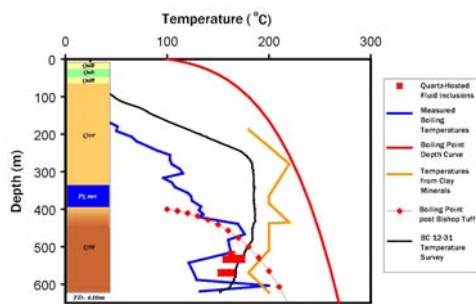 Temperature (°C)
0 100 200 300
0
100
200
300
400
500
600
Depth (m)
Qvr
TD- 610m
Quartz-Hosted
Fluid Inclusions
Measured
Boiling
Temperatures
Boiling Point
Depth Curve
Temperatures
from Clay
Minerals
Boiling Point
post Bishop Tuff
BC 12-31
Temperature
Survey